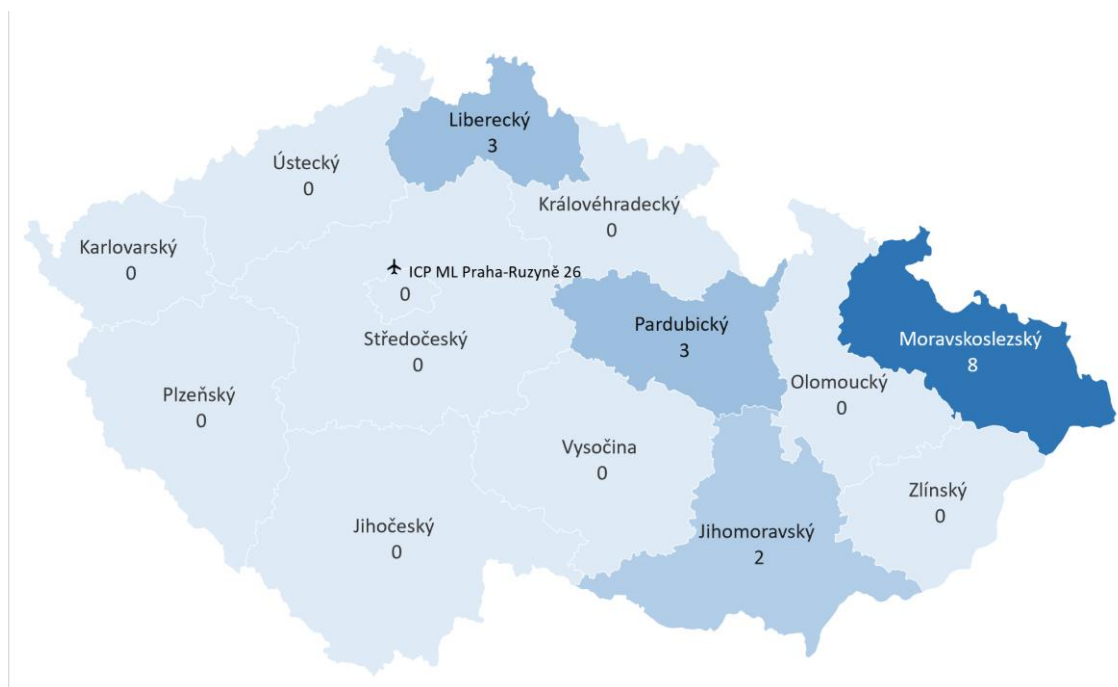 Liberecký
3
Ústecký
0
Královéhradecký
0
Karlovarský
0
ICP ML Praha-Ruzyně 26
0
Středočeský
0
Pardubický
3
Moravskoslezský
8
Plzeňský
0
Olomoucký
0
Vysočina
0
Zlínský
0
Jihočeský
0
Jihomoravský
2